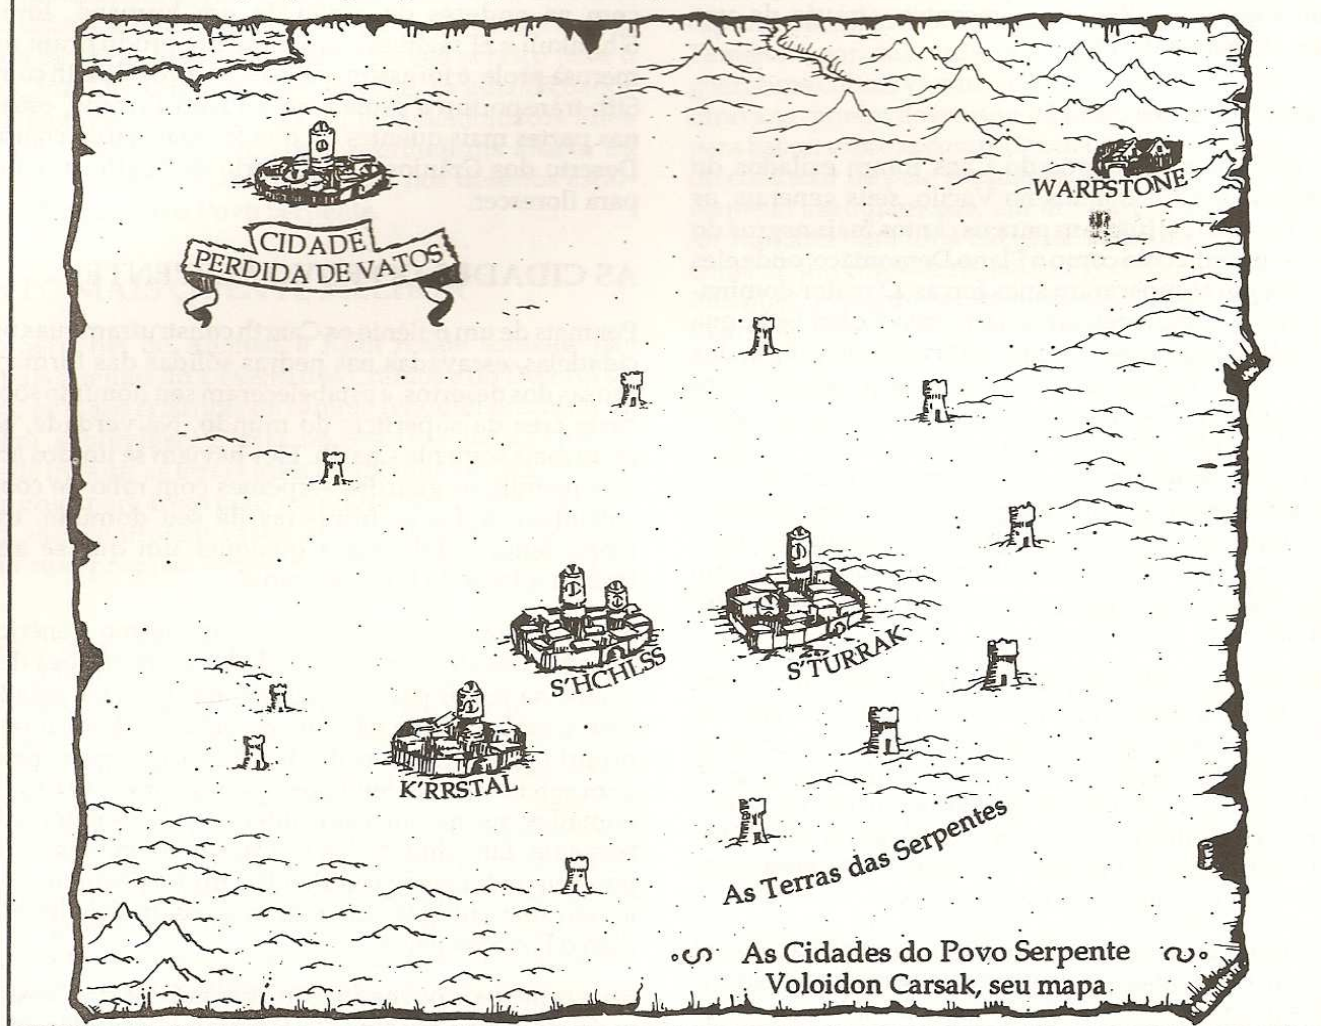 WARPSTONE
CIDADE
PERDIDA DE VATOS
S'HCHLSS
S'TURRAK
K'RRSTAL
As Terras das Serpentes
As Cidades do Povo Serpente
Voloidon Carsak, seu mapa